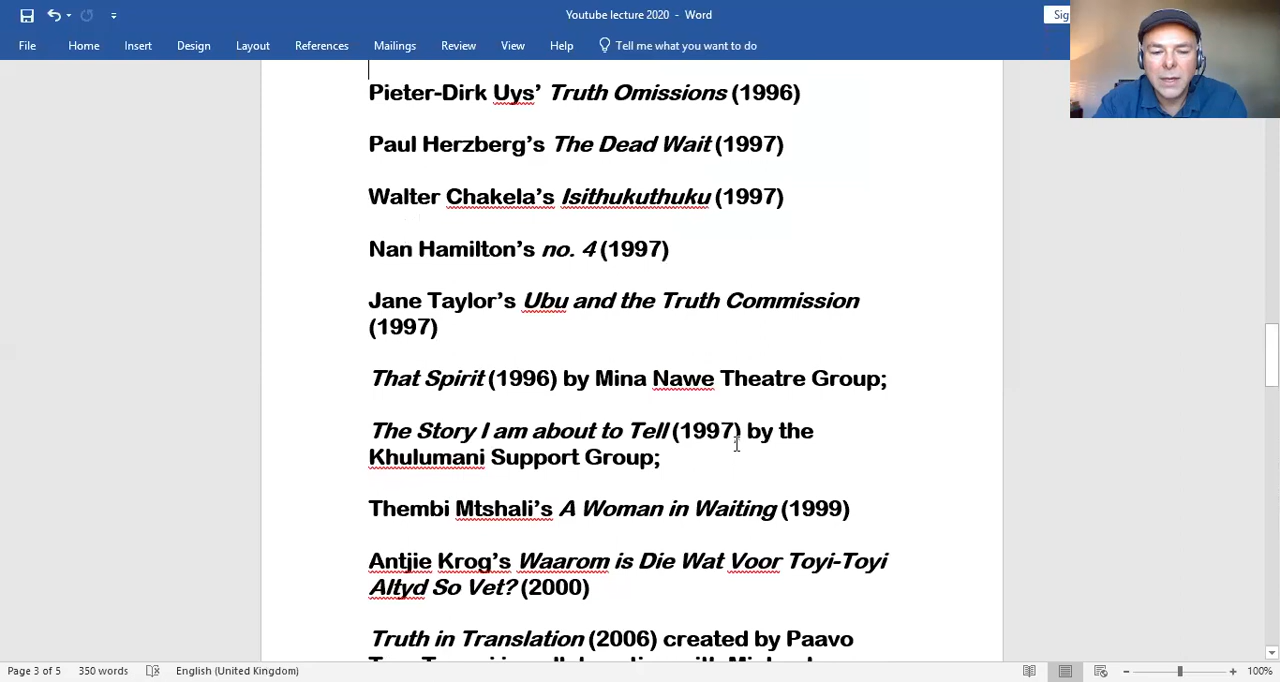 Youtube lecture 2020 - Word
Sig
File Home Insert Design Layout References Mailings Review View Help Tell me what you want to do
Pieter-Dirk Uys’ Truth Omissions (1996)
Paul Herzberg’s The Dead Wait (1997)
Walter Chakela’s Isithukuthuku (1997)
Nan Hamilton’s no. 4 (1997)
Jane Taylor’s Ubu and the Truth Commission
(1997)
That Spirit (1996) by Mina Nawe Theatre Group;
The Story I am about to Tell (1997) by the
Khulumani Support Group;
Thembi Mtshali’s A Woman in Waiting (1999)
Antjie Krog’s Waarom is Die Wat Voor Toyi-Toyi
Altyd So Vet? (2000)
Truth in Translation (2006) created by Paavo
Page 3 of 5 350 words English (United Kingdom) 100%